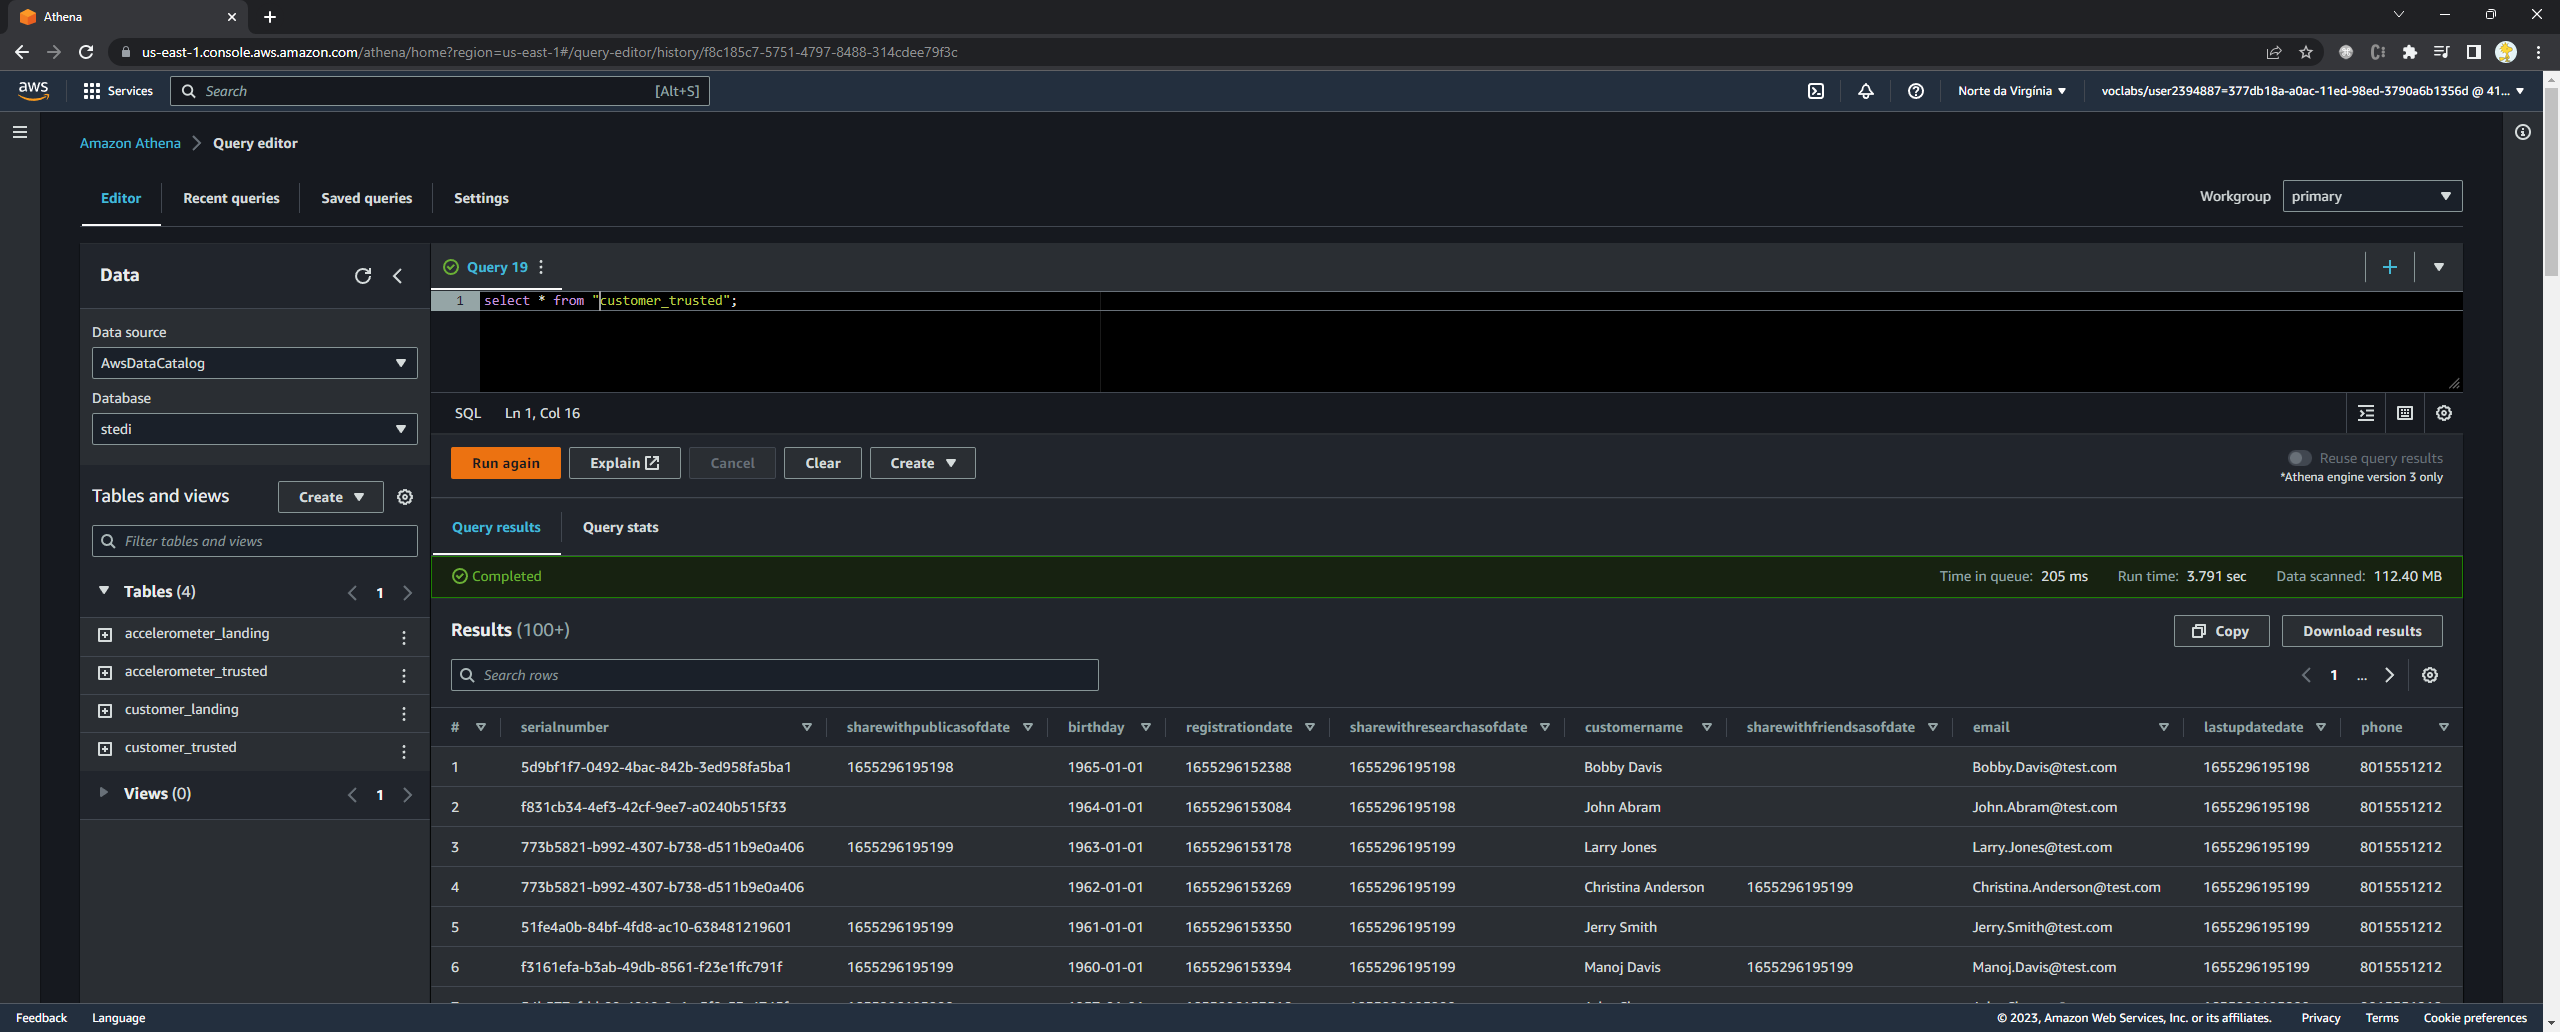 Athena
us-east-1.console.aws.amazon.com/athena/home?region=us-east-1#/query-editor/history/f8c185c7-5751-4797-8488-314cdee79f3c
aws Services Search [Alt+S] Norte da Virgínia voclabs/user2394887=377db18a-a0ac-11ed-98ed-3790a6b1356d @ 41...
Amazon Athena Query editor
Editor Recent queries Saved queries Settings Workgroup primary
Data
Query 19
1 select * from "customer_trusted";
Data source
AwsDataCatalog
Database
stedi
SQL Ln 1, Col 16
Run again Explain Cancel Clear Create Reuse query results
*Athena engine version 3 only
Tables and views Create
Filter tables and views
Query results Query stats
Completed Time in queue: 205 ms Run time: 3.791 sec Data scanned: 112.40 MB
Tables (4) 1
accelerometer_landing
accelerometer_trusted
customer_landing
customer_trusted
Views (0) 1
Results (100+) Copy Download results
Search rows 1 ...
# serialnumber sharewithpublicasofdate birthday registrationdate sharewithresearchasofdate customername sharewithfriendsasofdate email lastupdatedate phone
1 5d9bf1f7-0492-4bac-842b-3ed958fa5ba1 1655296195198 1965-01-01 1655296152388 1655296195198 Bobby Davis Bobby.Davis@test.com 1655296195198 8015551212
2 f831cb34-4ef3-42cf-9ee7-a0240b515f33 1964-01-01 1655296153084 1655296195198 John Abram John.Abram@test.com 1655296195198 8015551212
3 773b5821-b992-4307-b738-d511b9e0a406 1655296195199 1963-01-01 1655296153178 1655296195199 Larry Jones Larry.Jones@test.com 1655296195199 8015551212
4 773b5821-b992-4307-b738-d511b9e0a406 1962-01-01 1655296153269 1655296195199 Christina Anderson 1655296195199 Christina.Anderson@test.com 1655296195199 8015551212
5 51fe4a0b-84bf-4fd8-ac10-638481219601 1655296195199 1961-01-01 1655296153350 1655296195199 Jerry Smith Jerry.Smith@test.com 1655296195199 8015551212
6 f3161efa-b3ab-49db-8561-f23e1ffc791f 1655296195199 1960-01-01 1655296153394 1655296195199 Manoj Davis 1655296195199 Manoj.Davis@test.com 1655296195199 8015551212
Feedback Language © 2023, Amazon Web Services, Inc. or its affiliates. Privacy Terms Cookie preferences